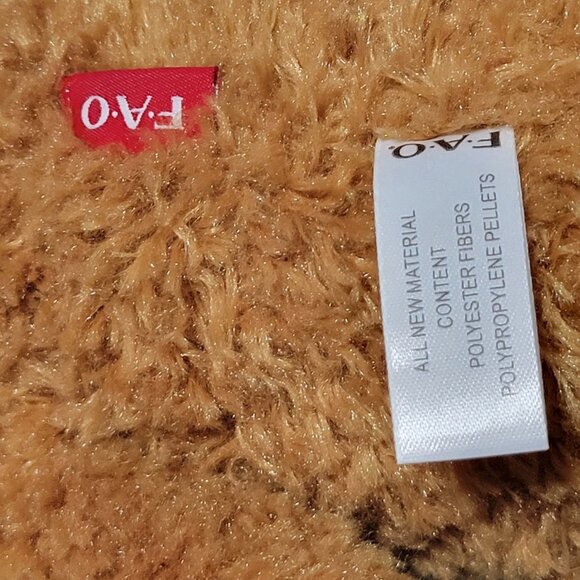 F·A·O
F.A.O.
ALL NEW MATERIAL
CONTENT
POLYESTER FIBERS
POLYPROPYLENE PELLETS